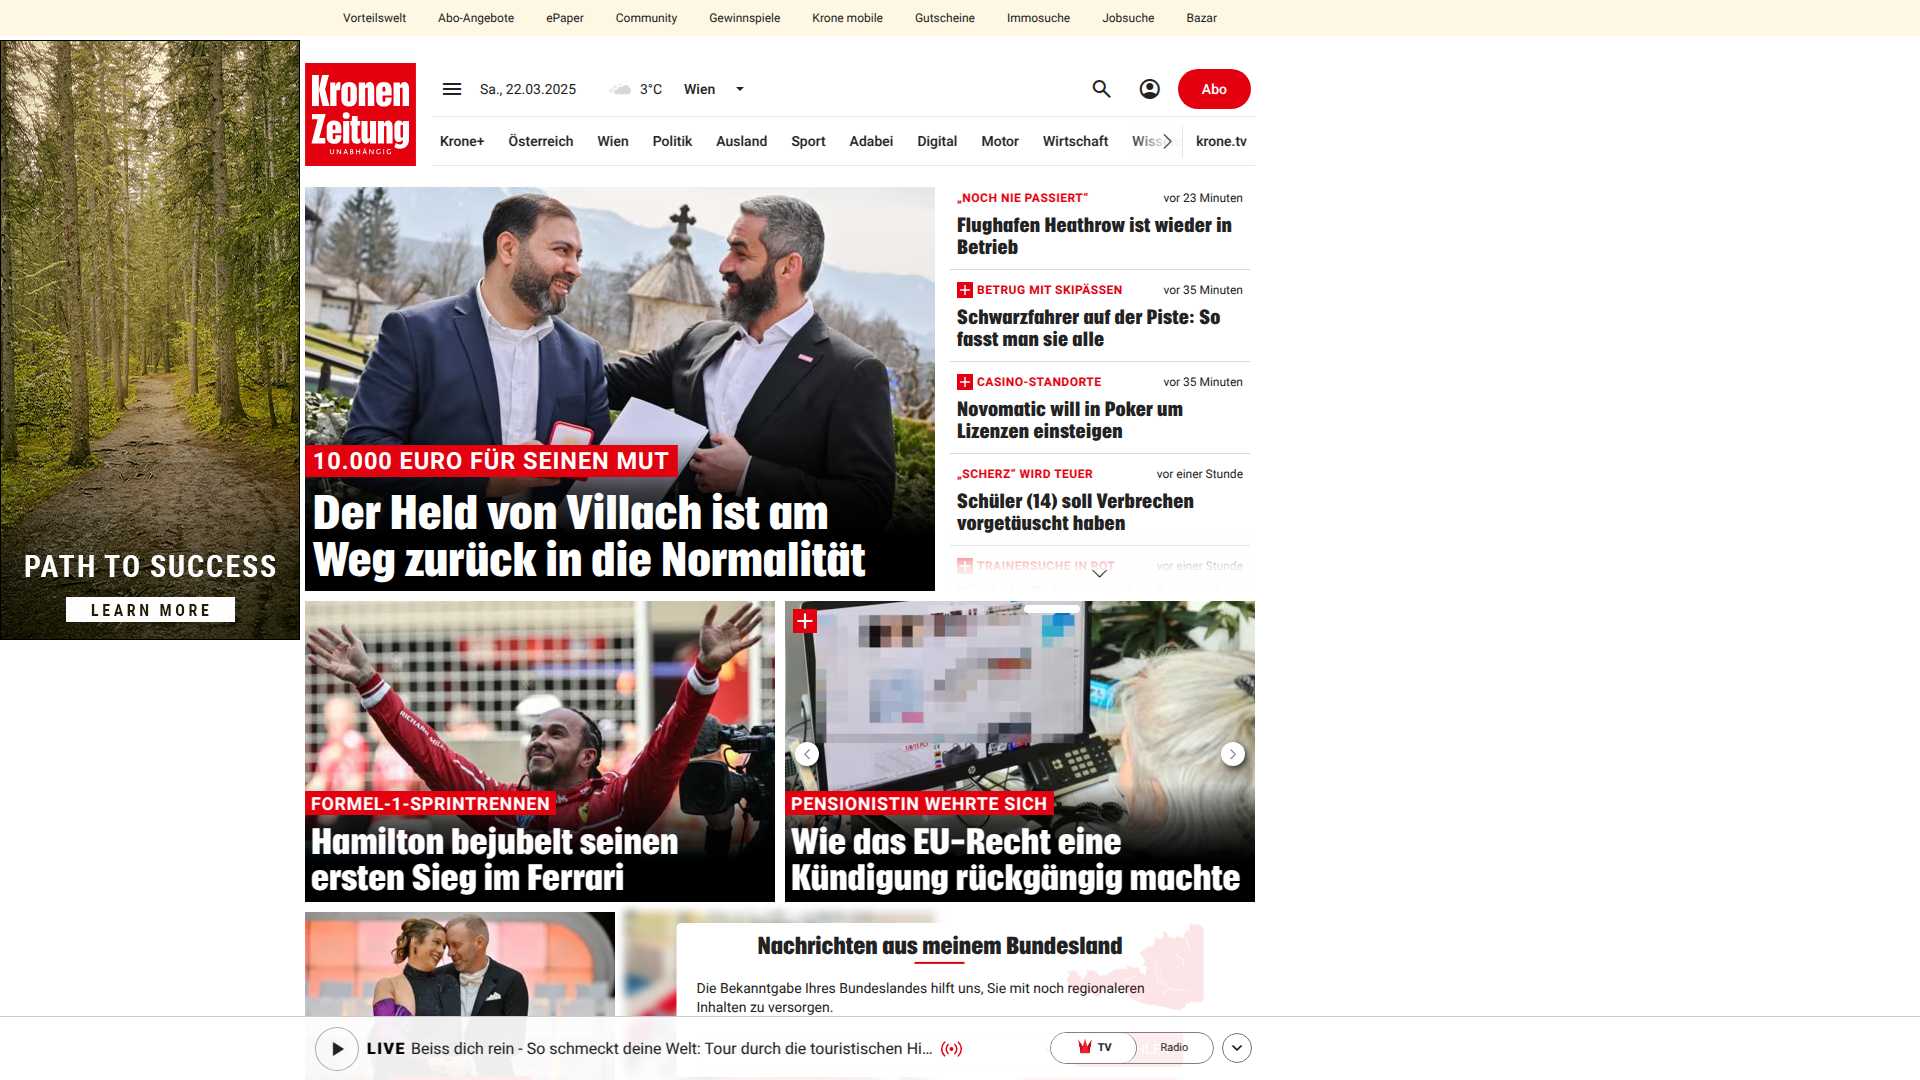 Vorteilswelt Abo-Angebote ePaper Community Gewinnspiele Krone mobile Gutscheine Immosuche Jobsuche Bazar
Kronen
Zeitung
UNABHÄNGIG
Sa., 22.03.2025 3°C Wien
Abo
Krone+ Österreich Wien Politik Ausland Sport Adabei Digital Motor Wirtschaft Wiss krone.tv
PATH TO SUCCESS
LEARN MORE
10.000 EURO FÜR SEINEN MUT
Der Held von Villach ist am
Weg zurück in die Normalität
„NOCH NIE PASSIERT“ vor 23 Minuten
Flughafen Heathrow ist wieder in
Betrieb
BETRUG MIT SKIPÄSSEN vor 35 Minuten
Schwarzfahrer auf der Piste: So
fasst man sie alle
CASINO-STANDORTE vor 35 Minuten
Novomatic will in Poker um
Lizenzen einsteigen
„SCHERZ“ WIRD TEUER vor einer Stunde
Schüler (14) soll Verbrechen
vorgetäuscht haben
TRAINERSUCHE IN ROT vor einer Stunde
RICHARD MILLE
FORMEL-1-SPRINTRENNEN
Hamilton bejubelt seinen
ersten Sieg im Ferrari
PENSIONISTIN WEHRTE SICH
Wie das EU-Recht eine
Kündigung rückgängig machte
Nachrichten aus meinem Bundesland
Die Bekanntgabe Ihres Bundeslandes hilft uns, Sie mit noch regionaleren
Inhalten zu versorgen.
LIVE Beiss dich rein - So schmeckt deine Welt: Tour durch die touristischen Hi...
TV Radio